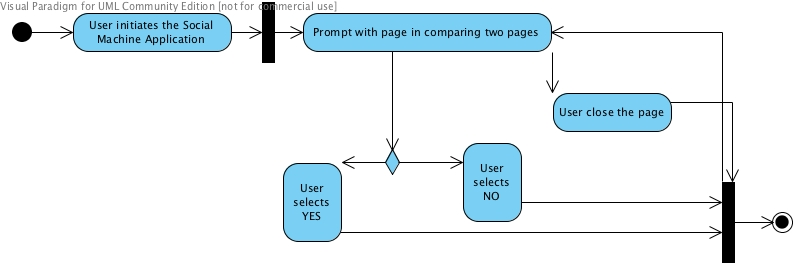 Visual Paradigm for UML Community Edition [not for commercial use]
User initiates the Social
Machine Application
Prompt with page in comparing two pages
User close the page
User
selects
YES
User
selects
NO